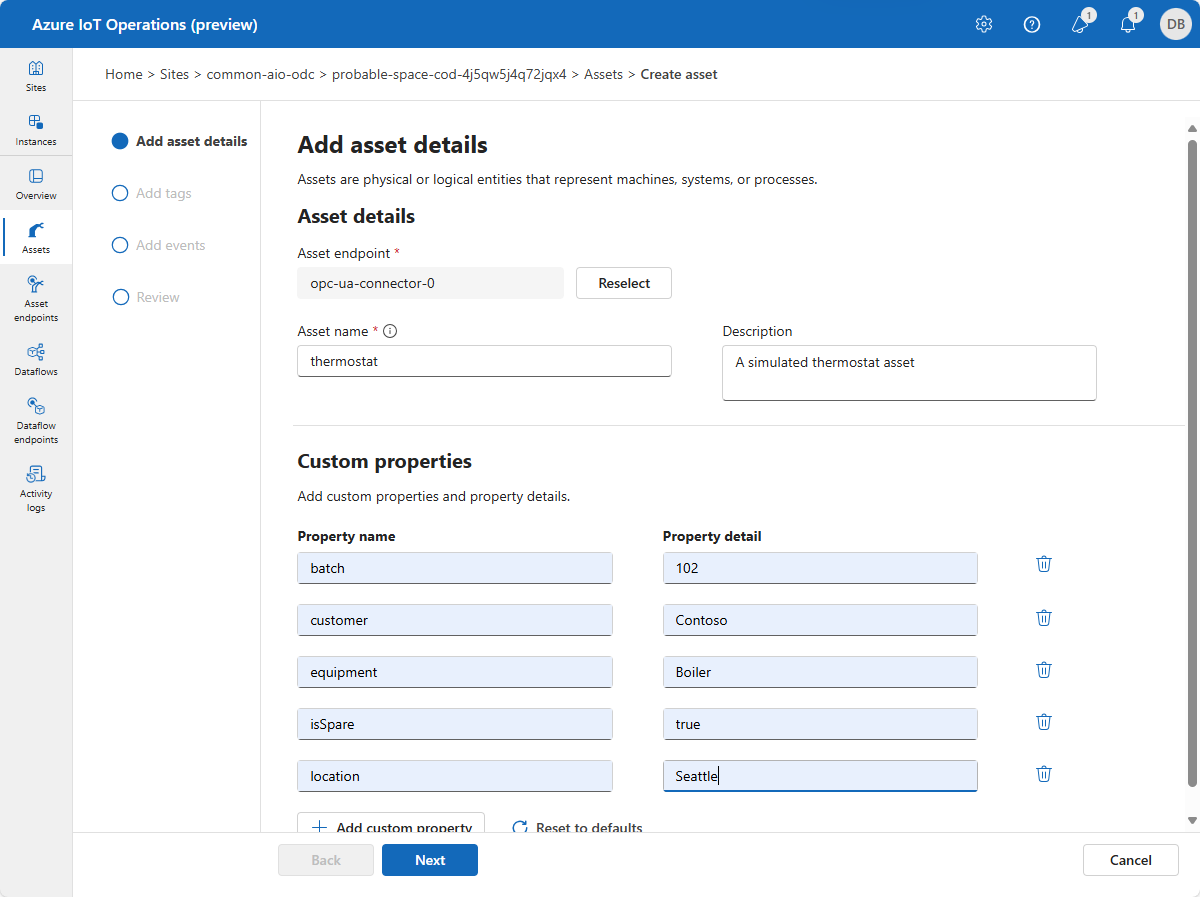 Azure IoT Operations (preview)
1
1
DB
Sites
Instances
Overview
Assets
Asset
endpoints
Dataflows
Dataflow
endpoints
Activity
logs
Home > Sites > common-aio-odc > probable-space-cod-4j5qw5j4q72jqx4 > Assets > Create asset
Add asset details
Add tags
Add events
Review
Add asset details
Assets are physical or logical entities that represent machines, systems, or processes.
Asset details
Asset endpoint *
opc-ua-connector-0
Reselect
Asset name *
Description
thermostat
A simulated thermostat asset
Custom properties
Add custom properties and property details.
Property name
Property detail
batch
102
customer
Contoso
equipment
Boiler
isSpare
true
location
Seattle
Add custom property
Reset to defaults
Back
Next
Cancel